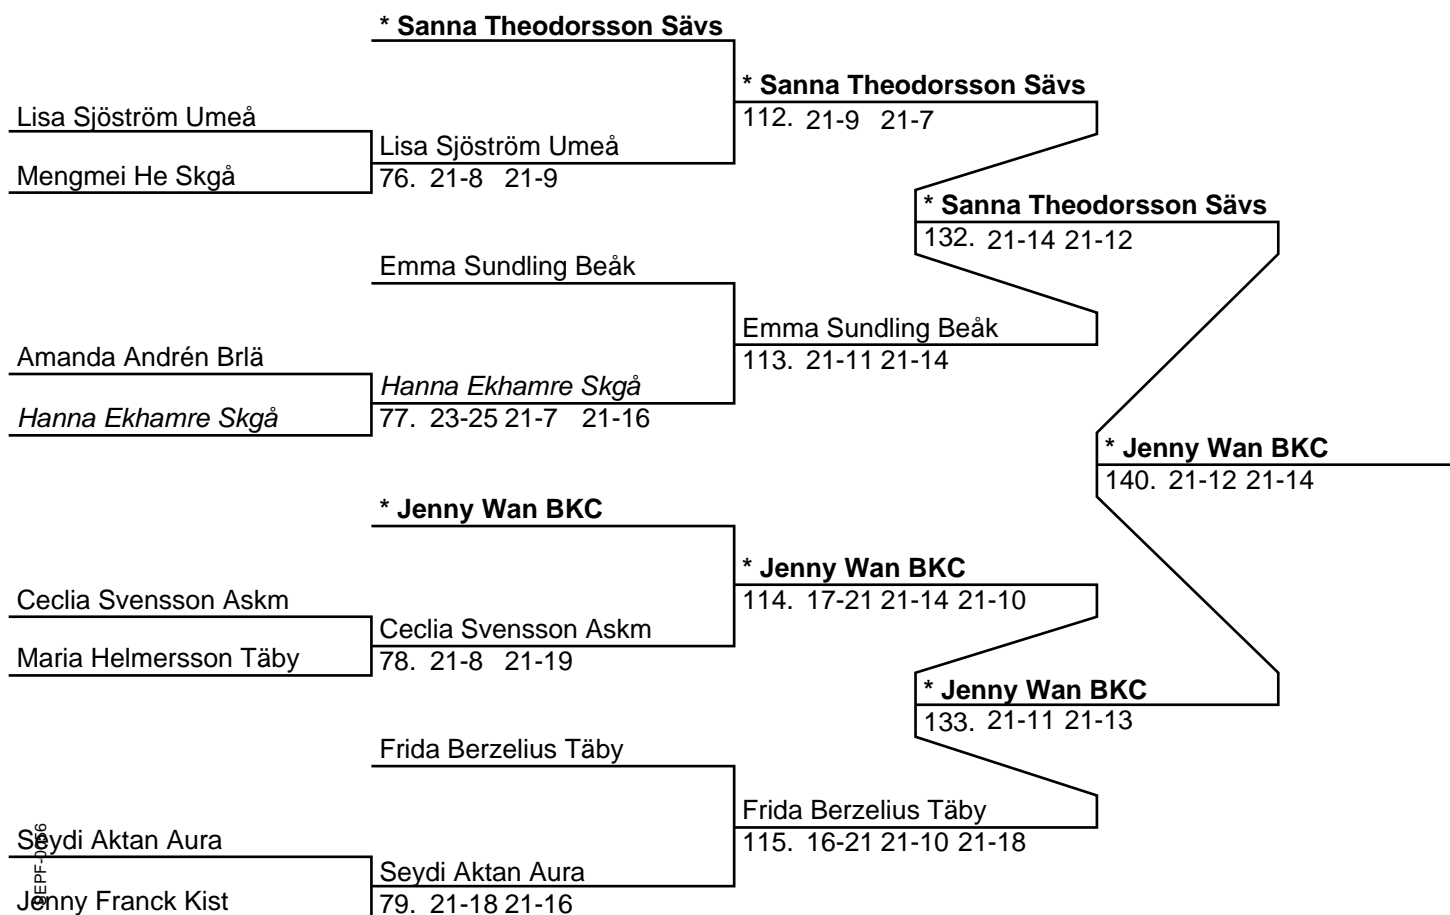 * Sanna Theodorsson Sävs
* Sanna Theodorsson Sävs
112. 21-9 21-7
Lisa Sjöström Umeå
Lisa Sjöström Umeå
Mengmei He Skgå
76. 21-8 21-9
* Sanna Theodorsson Sävs
132. 21-14 21-12
Emma Sundling Beåk
Emma Sundling Beåk
113. 21-11 21-14
Amanda Andrén Brlä
Hanna Ekhamre Skgå
Hanna Ekhamre Skgå
77. 23-25 21-7 21-16
* Jenny Wan BKC
140. 21-12 21-14
* Jenny Wan BKC
* Jenny Wan BKC
114. 17-21 21-14 21-10
Ceclia Svensson Askm
Ceclia Svensson Askm
Maria Helmersson Täby
78. 21-8 21-19
* Jenny Wan BKC
133. 21-11 21-13
Frida Berzelius Täby
Frida Berzelius Täby
115. 16-21 21-10 21-18
Seydi Aktan Aura
Seydi Aktan Aura
Jenny Franck Kist
79. 21-18 21-16